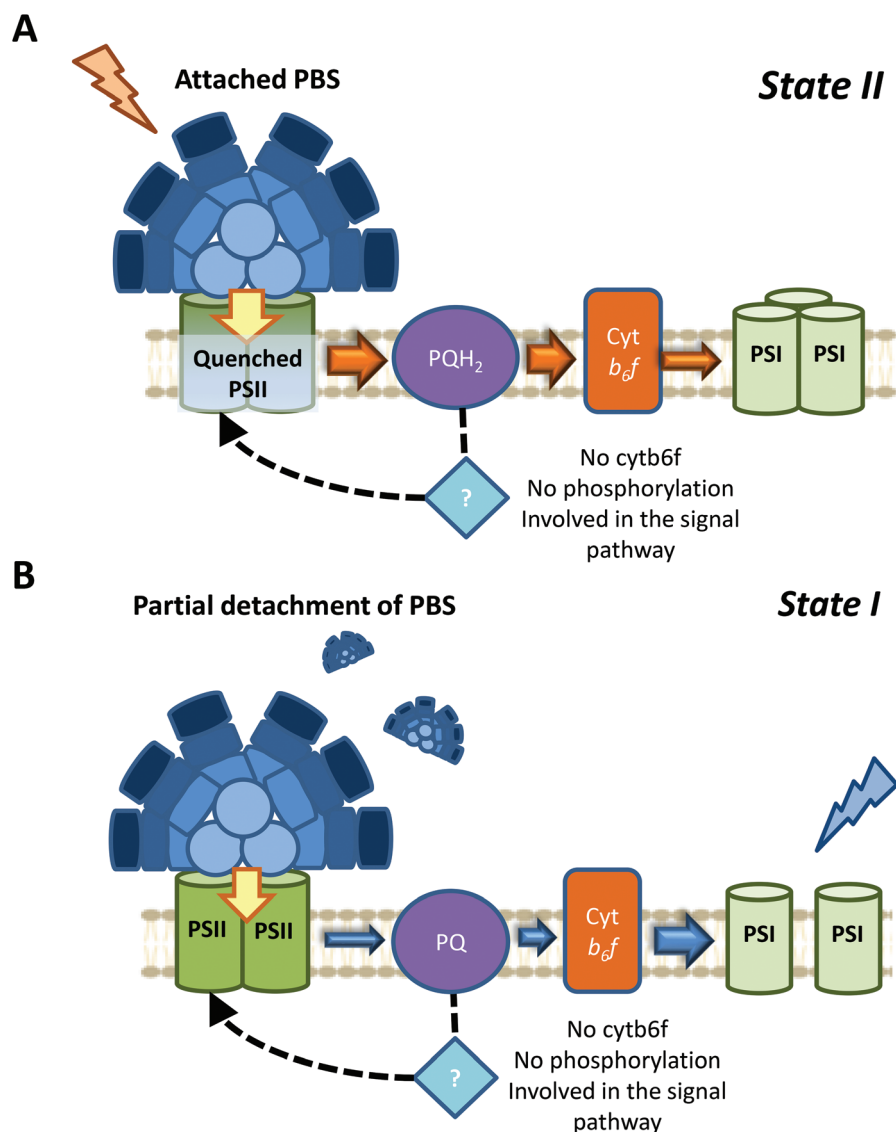 A
Attached PBS
State II
Quenched
PSII
PQH₂
Cyt
b₆f
PSI
PSI
?
No cytb6f
No phosphorylation
Involved in the signal
pathway
B
Partial detachment of PBS
State I
PSII
PSII
PQ
Cyt
b₆f
PSI
PSI
?
No cytb6f
No phosphorylation
Involved in the signal
pathway